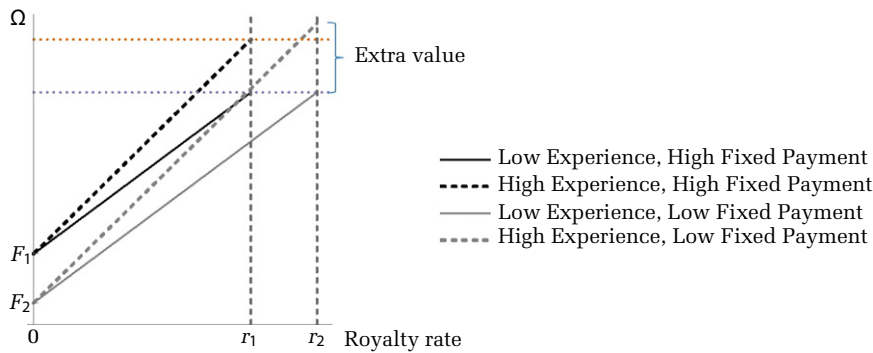 Ω
Extra value
Low Experience, High Fixed Payment
High Experience, High Fixed Payment
Low Experience, Low Fixed Payment
High Experience, Low Fixed Payment
F1
F2
0
r1
r2
Royalty rate